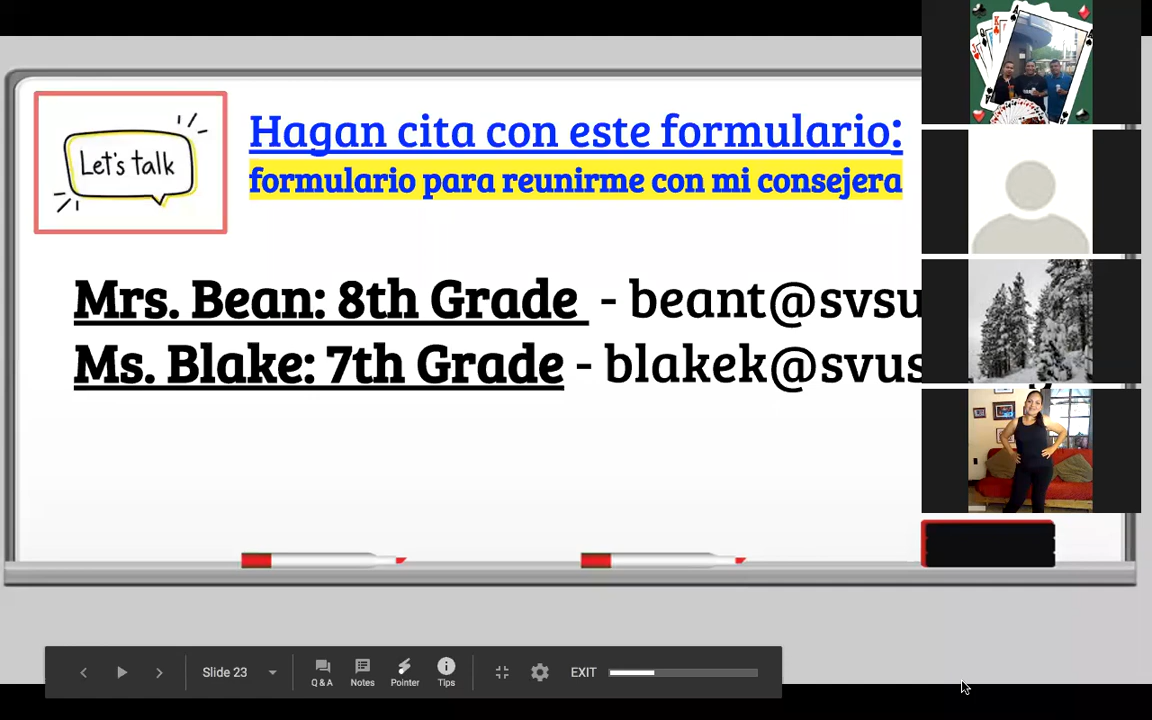 Let's talk
Hagan cita con este formulario:
formulario para reunirme con mi consejera
Mrs. Bean: 8th Grade - beant@svsu
Ms. Blake: 7th Grade - blakek@svus
Slide 23
Q & A
Notes
Pointer
Tips
EXIT